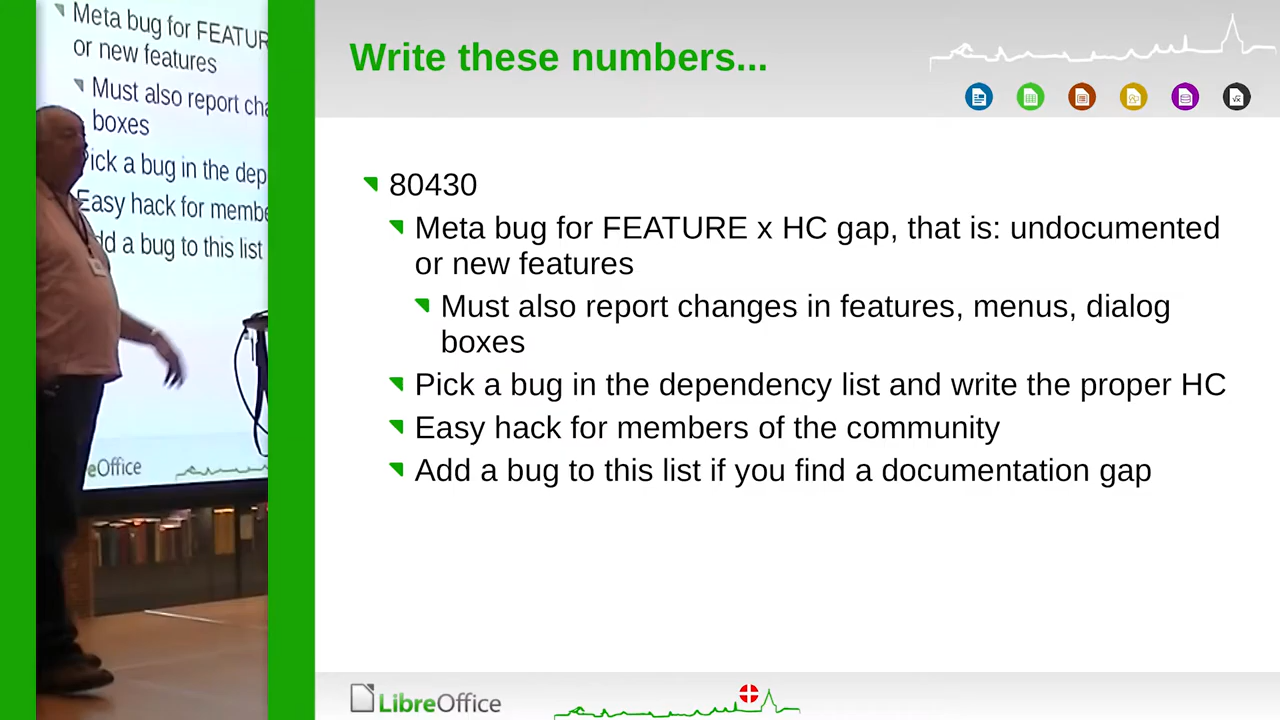 Meta bug for FEATUR
or new features
Must also report cha
boxes
Pick a bug in the dep
Easy hack for membe
dd a bug to this list
eOffice
Write these numbers...
80430
Meta bug for FEATURE x HC gap, that is: undocumented
or new features
Must also report changes in features, menus, dialog
boxes
Pick a bug in the dependency list and write the proper HC
Easy hack for members of the community
Add a bug to this list if you find a documentation gap
LibreOffice